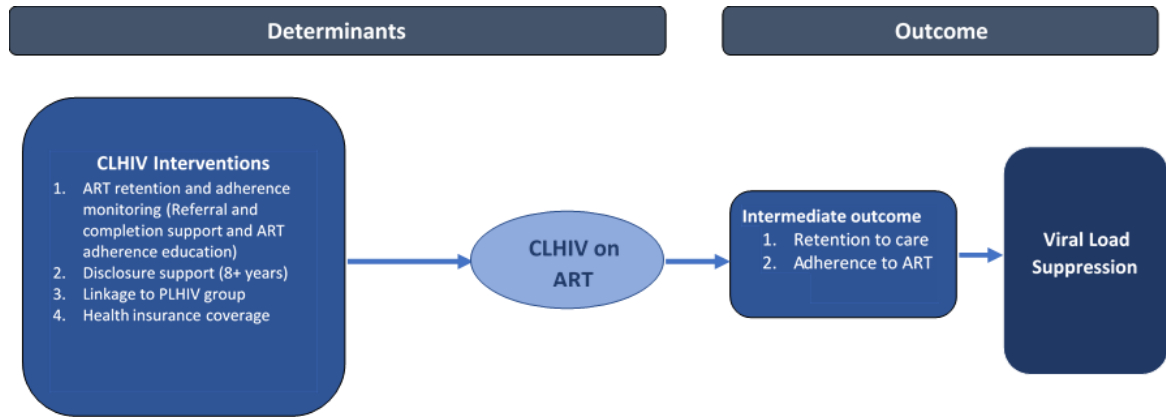 Determinants
Outcome
CLHIV Interventions
1. ART retention and adherence
monitoring (Referral and
completion support and ART
adherence education)
2. Disclosure support (8+ years)
3. Linkage to PLHIV group
4. Health insurance coverage
CLHIV on
ART
Intermediate outcome
1. Retention to care
2. Adherence to ART
Viral Load
Suppression